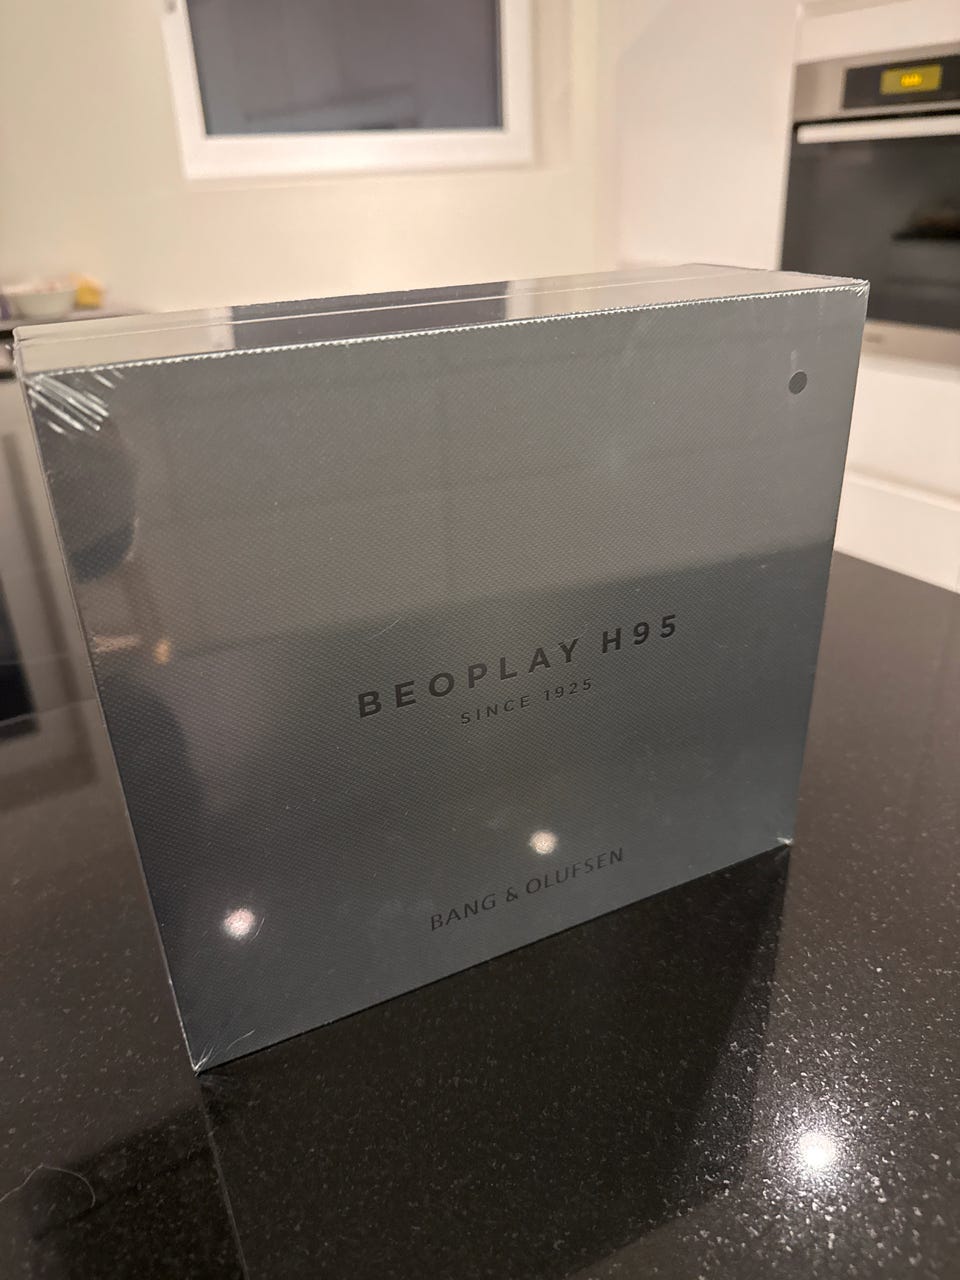 BEOPLAY H95
SINCE 1925
BANG & OLUFSEN